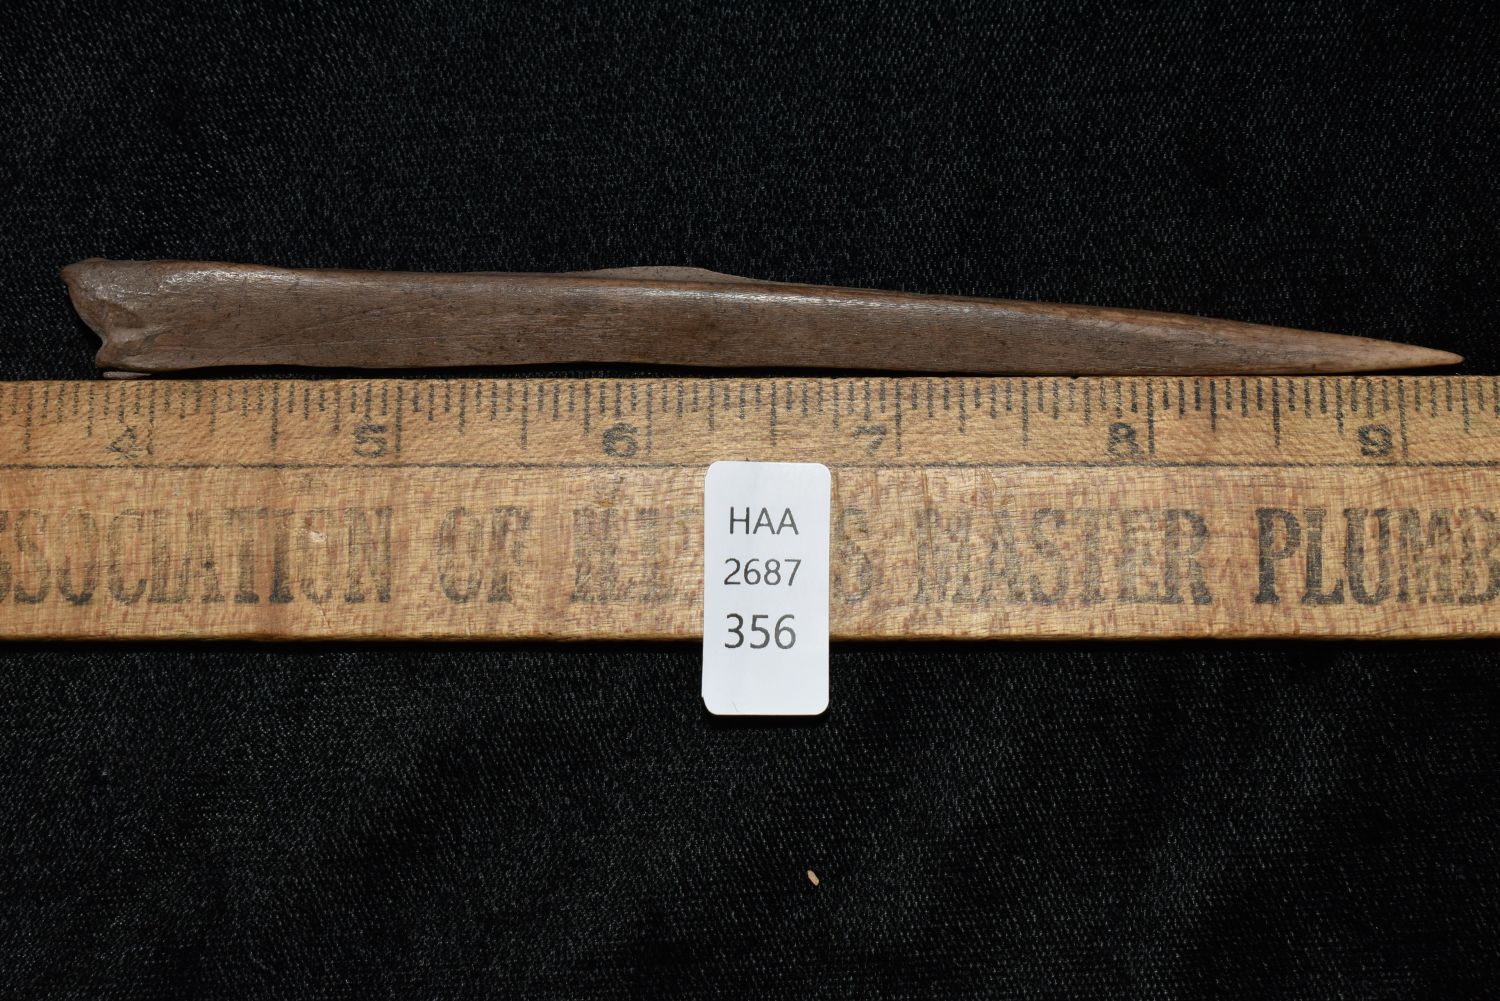 4 5 6 7 8 9
SSOCIATION OF MASTER PLUMB
HAA
2687
356